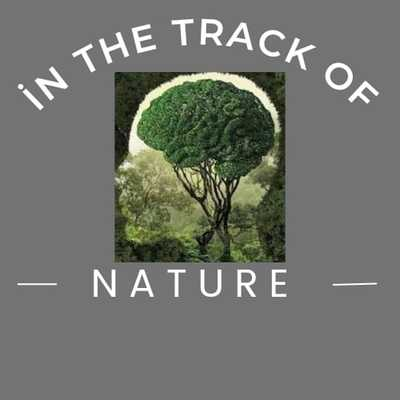 İN THE TRACK OF
NATURE